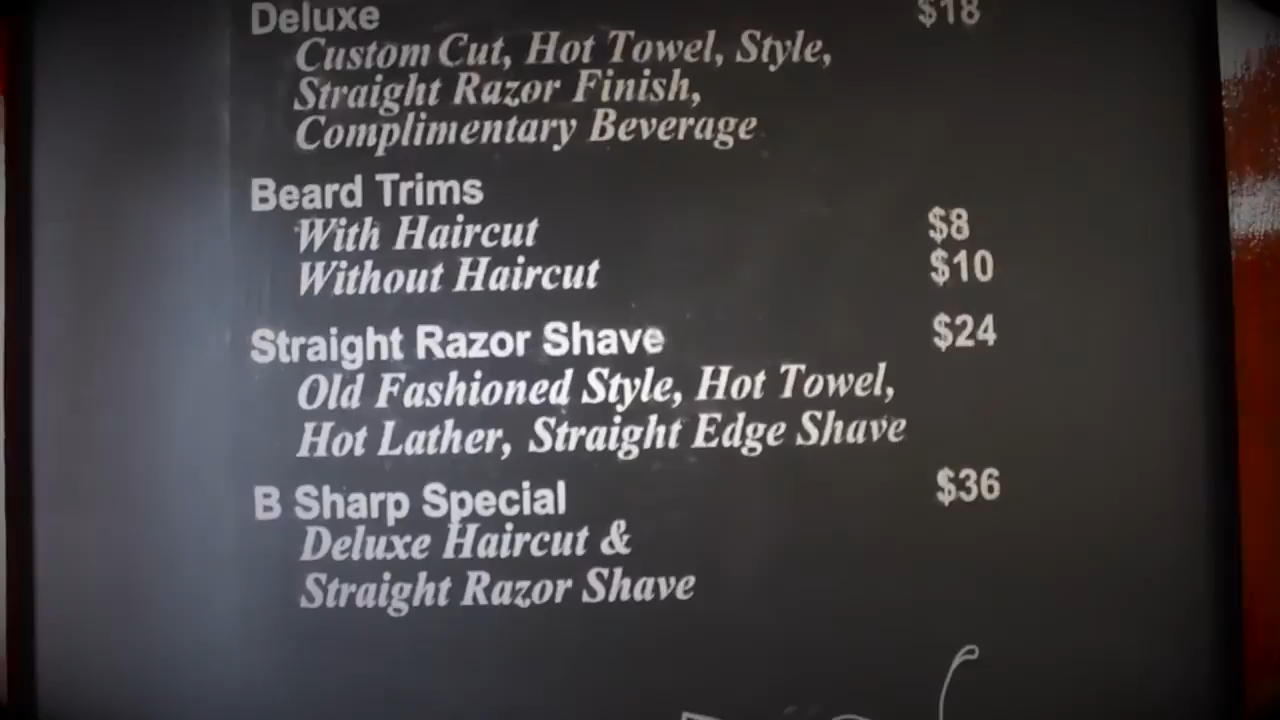 Deluxe $18
Custom Cut, Hot Towel, Style,
Straight Razor Finish,
Complimentary Beverage
Beard Trims
With Haircut $8
Without Haircut $10
Straight Razor Shave $24
Old Fashioned Style, Hot Towel,
Hot Lather, Straight Edge Shave
B Sharp Special $36
Deluxe Haircut &
Straight Razor Shave